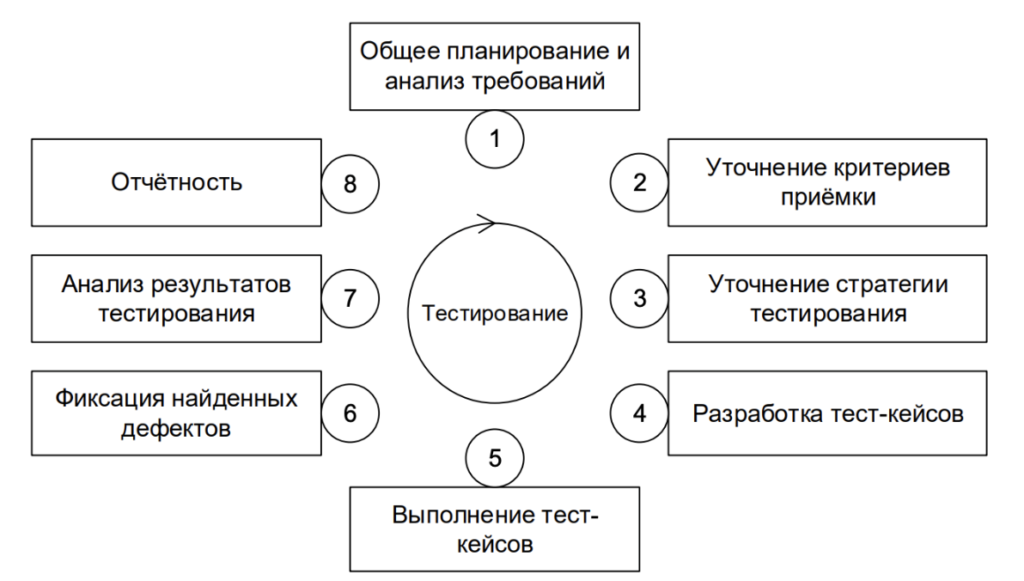 Общее планирование и
анализ требований
1
2
Уточнение критериев
приёмки
3
Уточнение стратегии
тестирования
4
Разработка тест-кейсов
5
Выполнение тест-
кейсов
6
Фиксация найденных
дефектов
7
Анализ результатов
тестирования
8
Отчётность
Тестирование